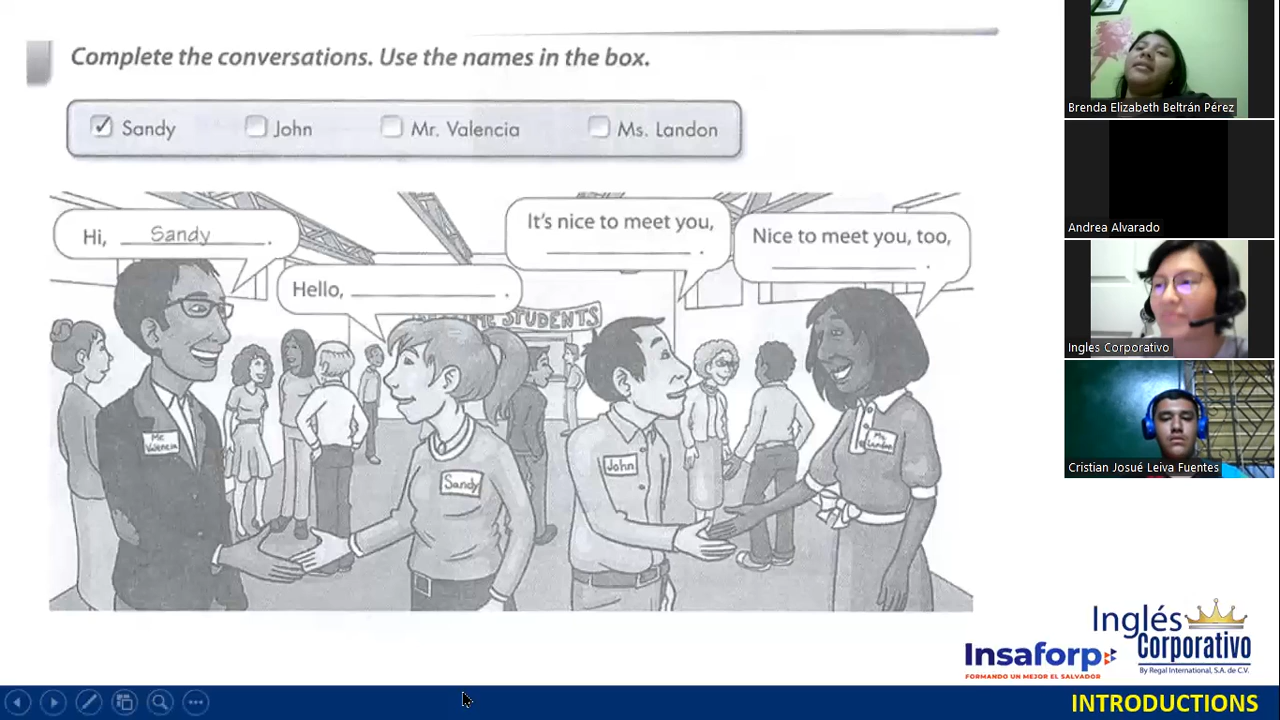 Complete the conversations. Use the names in the box.
✓ Sandy John Mr. Valencia Ms. Landon
Hi, Sandy.
Hello, ____________.
It's nice to meet you,
____________.
Nice to meet you, too,
____________.
STUDENTS
Mr.
Valencia
Sandy
John
Ms.
Landon
Brenda Elizabeth Beltrán Pérez
Andrea Alvarado
Ingles Corporativo
Cristian Josué Leiva Fuentes
Insaforp
FORMANDO UN MEJOR EL SALVADOR
Inglés
Corporativo
By Regal International, S.A. de C.V.
INTRODUCTIONS